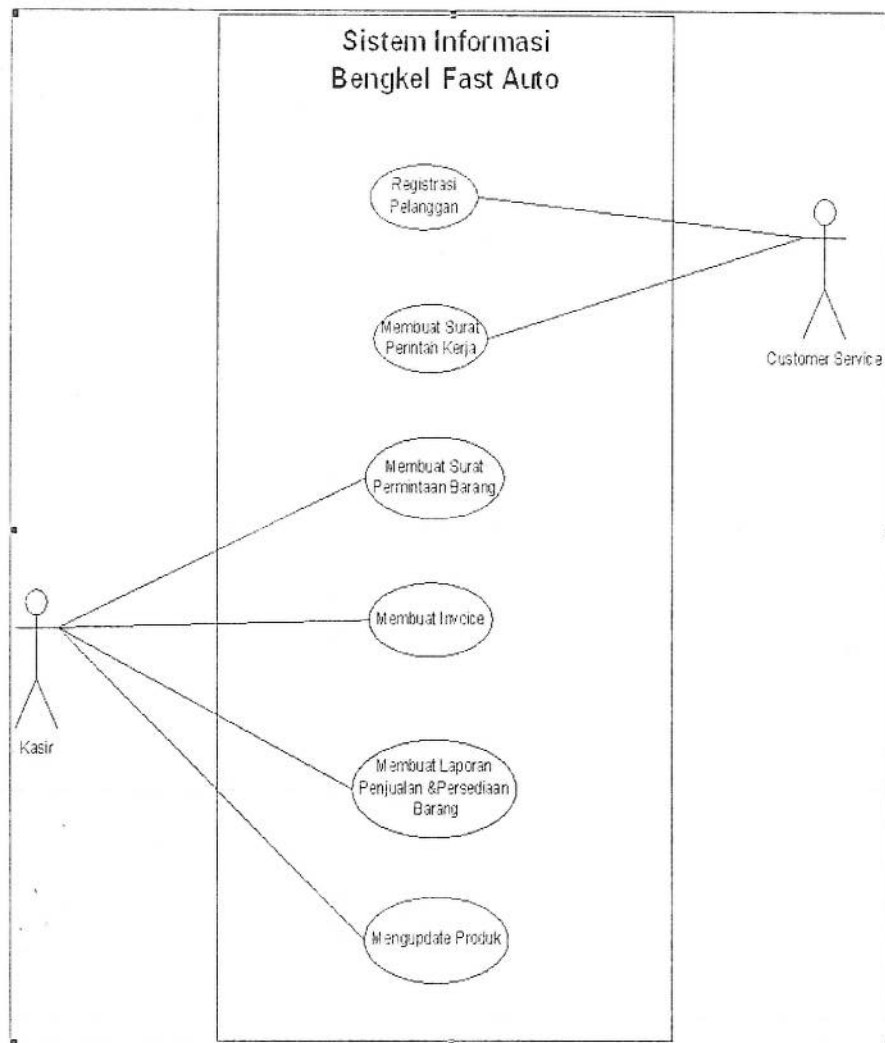 Sistem Informasi
Bengkel Fast Auto
Registrasi
Pelanggan
Membuat Surat
Perintah Kerja
Customer Service
Membuat Surat
Permintaan Barang
Membuat Invoice
Kasir
Membuat Laporan
Penjualan &Persediaan
Barang
Mengupdate Produk